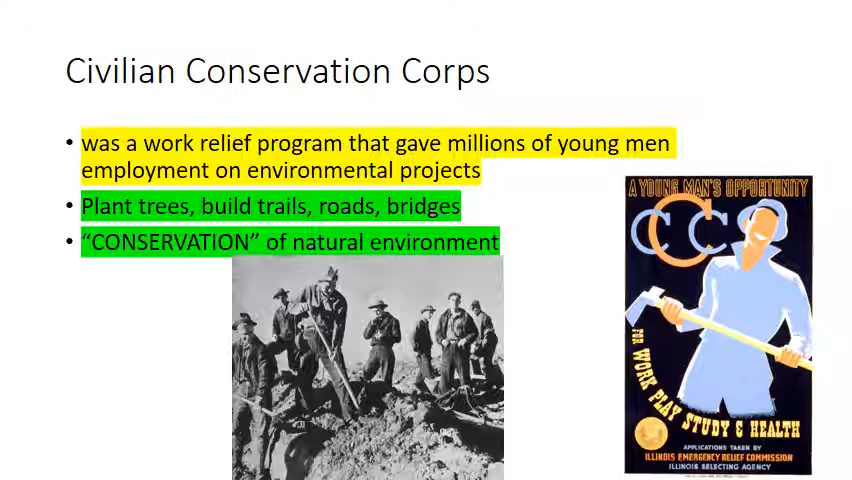 Civilian Conservation Corps
• was a work relief program that gave millions of young men
employment on environmental projects
• Plant trees, build trails, roads, bridges
• “CONSERVATION” of natural environment
A YOUNG MAN'S OPPORTUNITY
CCC
FOR WORK PLAY STUDY & HEALTH
APPLICATIONS TAKEN BY
ILLINOIS EMERGENCY RELIEF COMMISSION
ILLINOIS SELECTING AGENCY